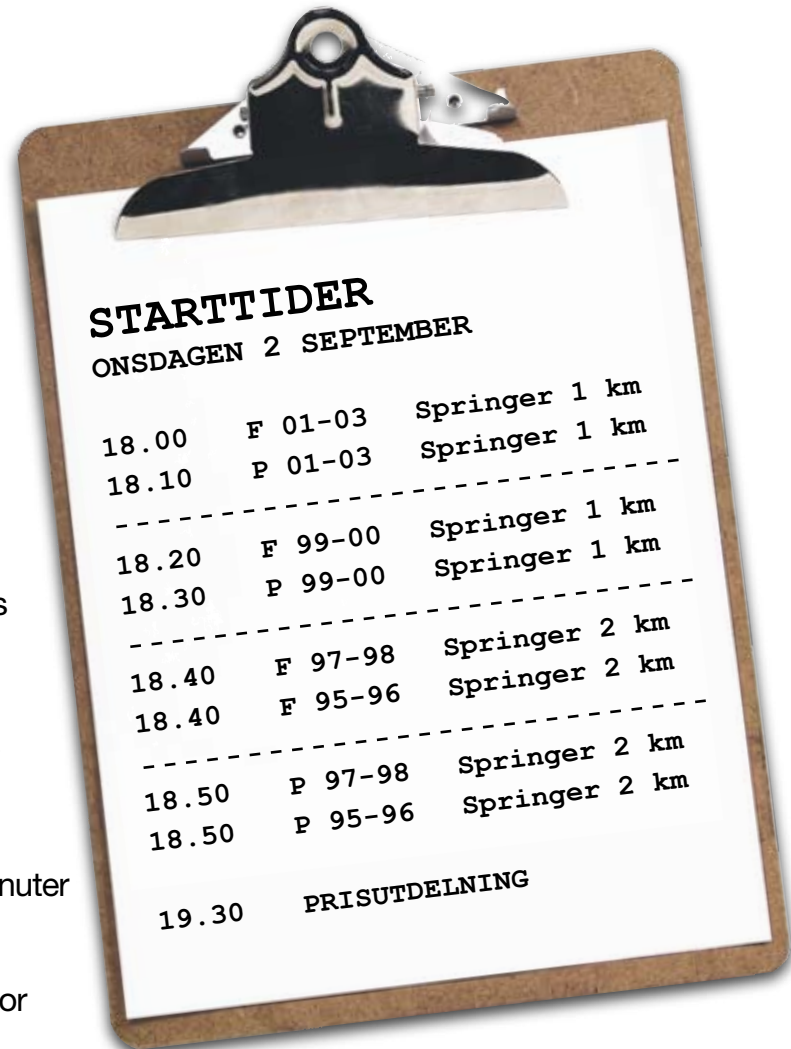 STARTTIDER
ONSDAGEN 2 SEPTEMBER
18.00 F 01-03 Springer 1 km
18.10 P 01-03 Springer 1 km
18.20 F 99-00 Springer 1 km
18.30 P 99-00 Springer 1 km
18.40 F 97-98 Springer 2 km
18.40 F 95-96 Springer 2 km
18.50 P 97-98 Springer 2 km
18.50 P 95-96 Springer 2 km
19.30 PRISUTDELNING
s
nuter
or